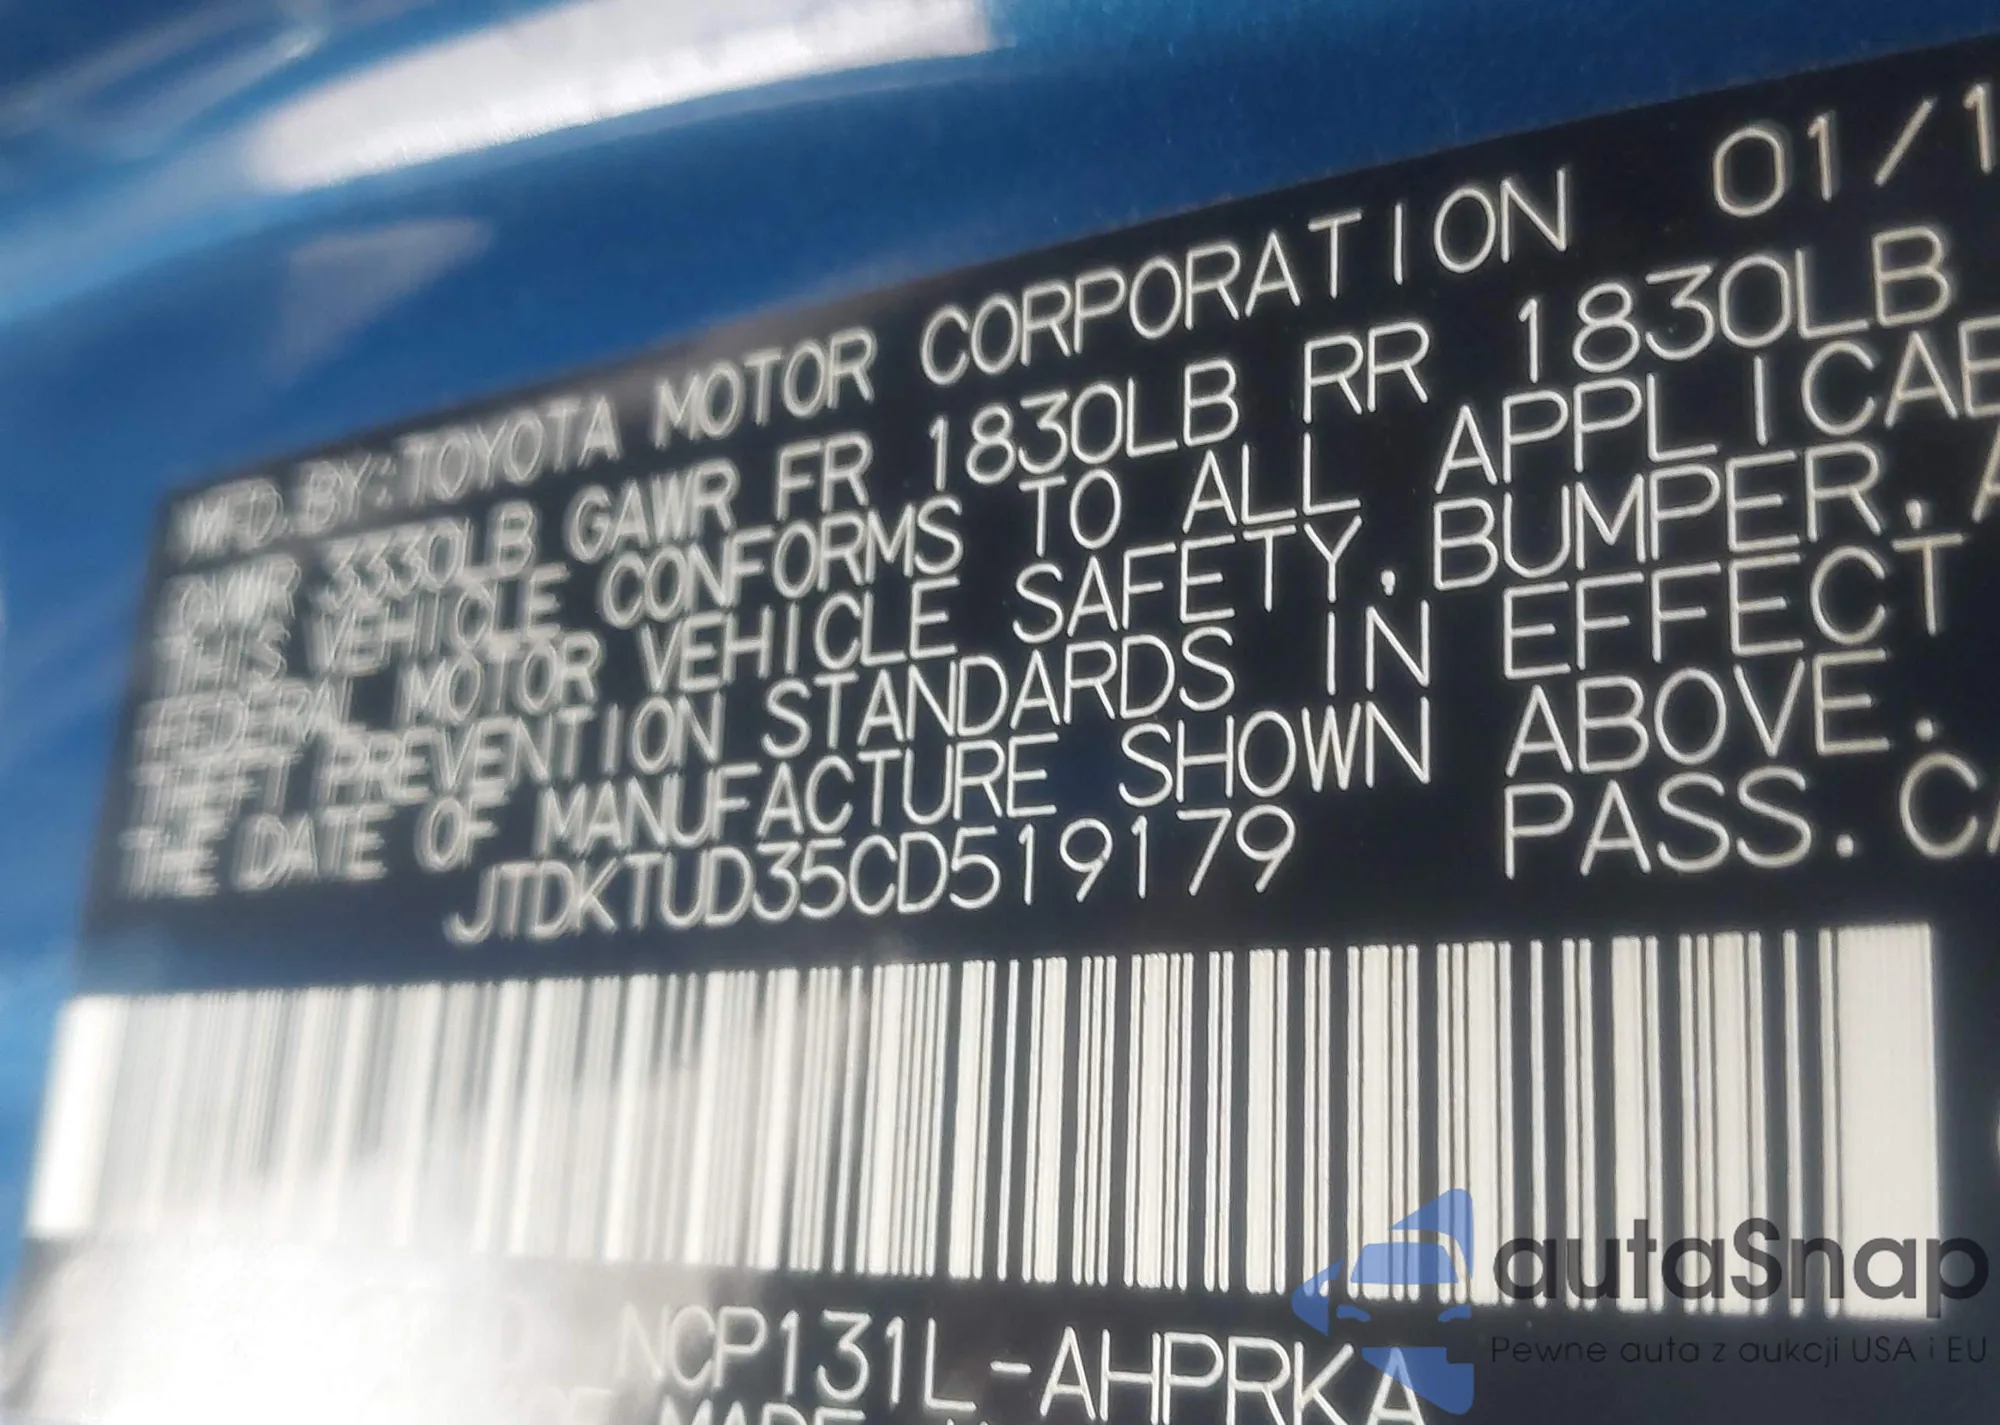 MFD.BY:TOYOTA MOTOR CORPORATION 01/1
GVWR 3330LB GAWR FR 1830LB RR 1830LB
THIS VEHICLE CONFORMS TO ALL APPLICAB
FEDERAL MOTOR VEHICLE SAFETY,BUMPER, A
THEFT PREVENTION STANDARDS IN EFFECT
THE DATE OF MANUFACTURE SHOWN ABOVE.
JTDKTUD35CD519179 PASS.CA
NCP131L-AHPRKA
MADE
autaSnap
Pewne auta z aukcji USA i EU